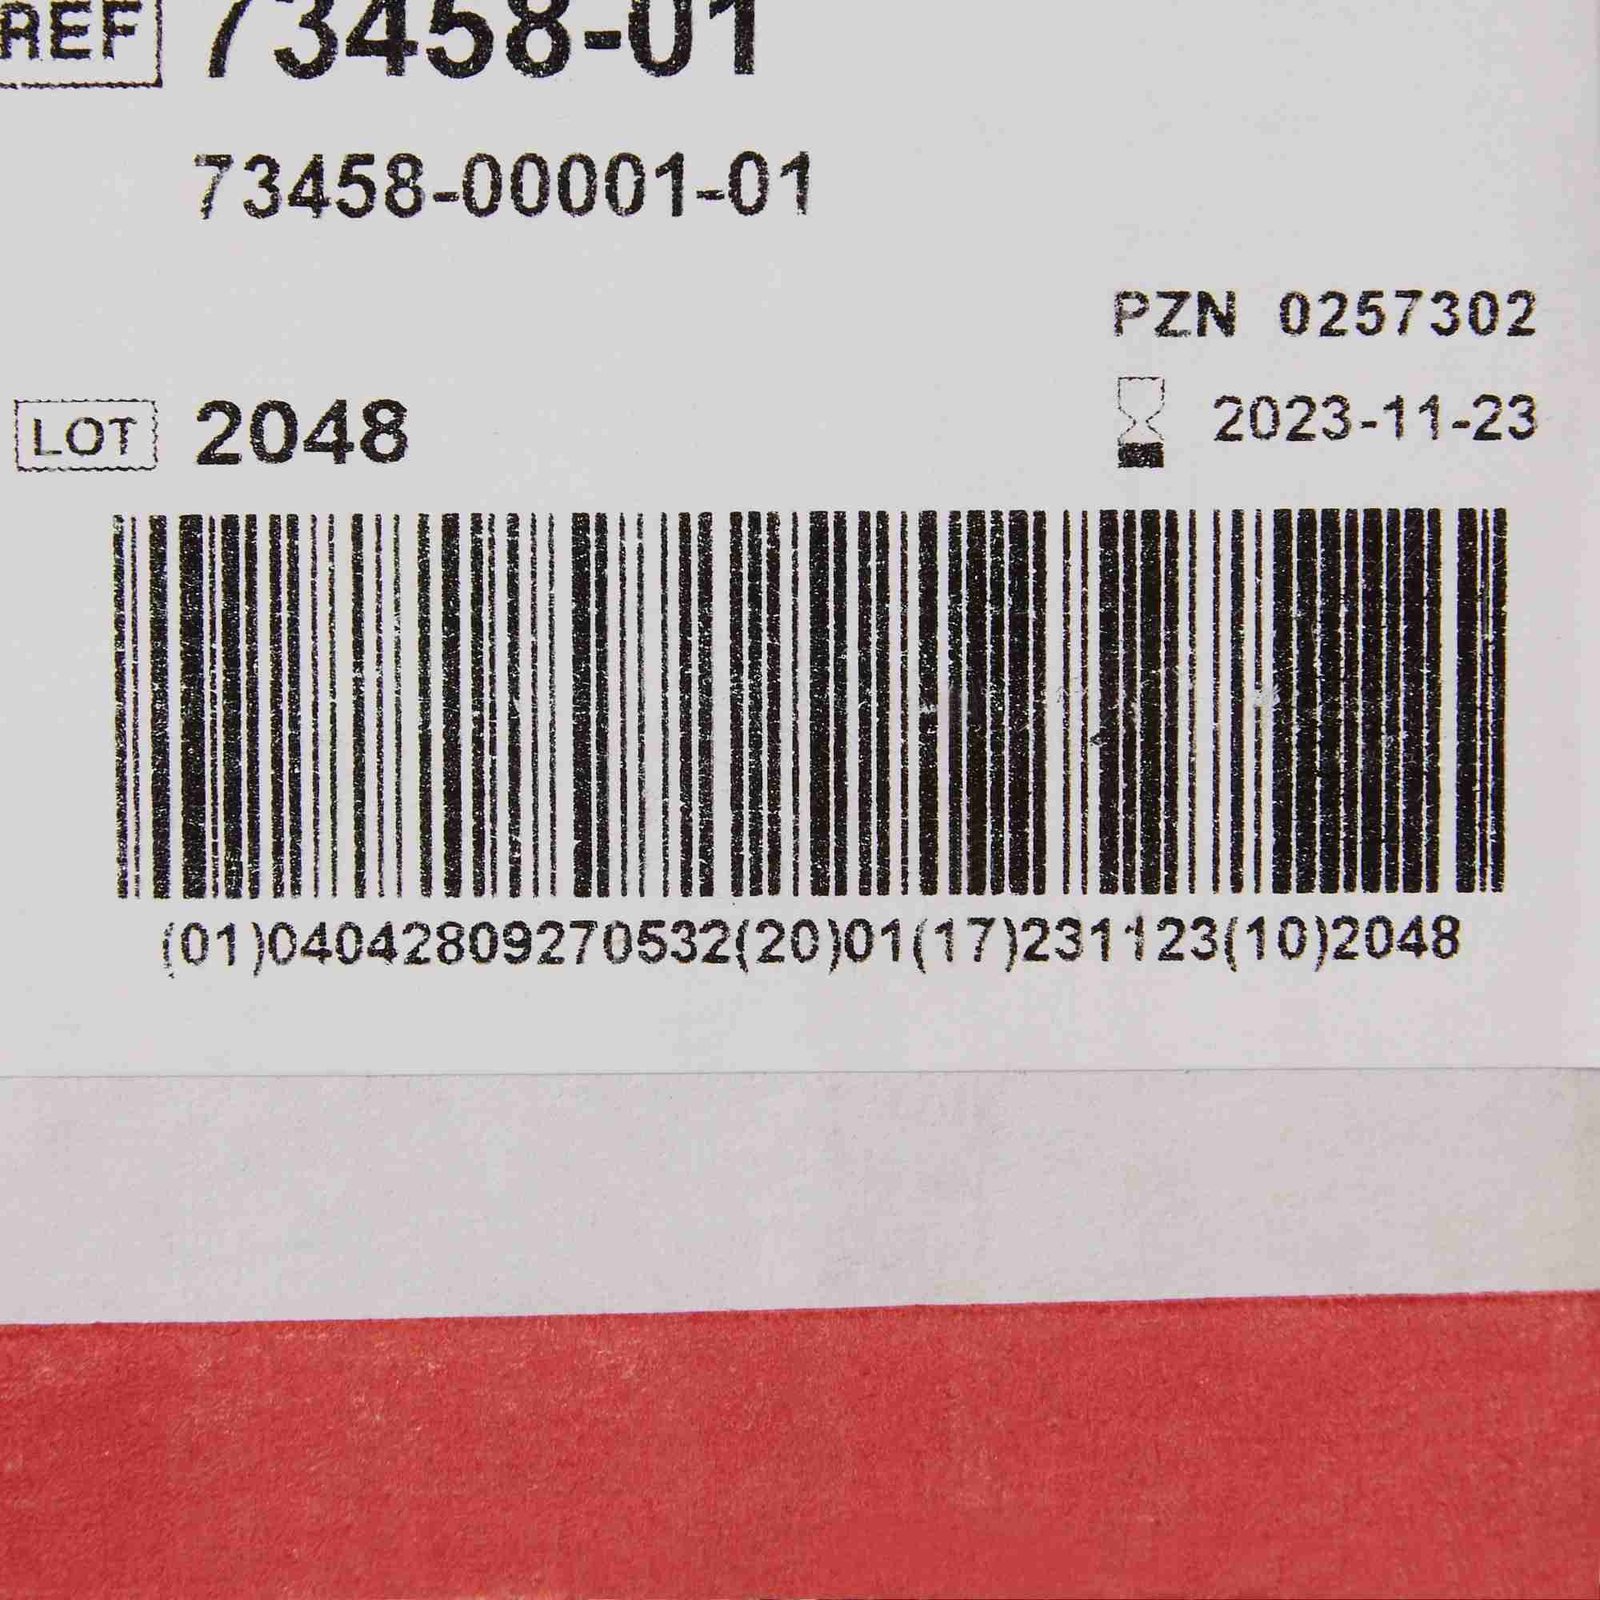 REF 73458-01
73458-00001-01
PZN 0257302
LOT 2048
2023-11-23
(01)04042809270532(20)01(17)231123(10)2048